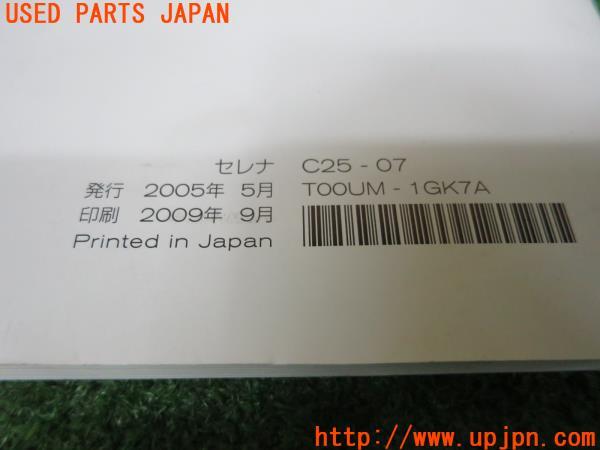 USED PARTS JAPAN
セレナ C25-07
発行 2005年 5月 T00UM-1GK7A
印刷 2009年 9月
Printed in Japan
http://www.upjpn.com